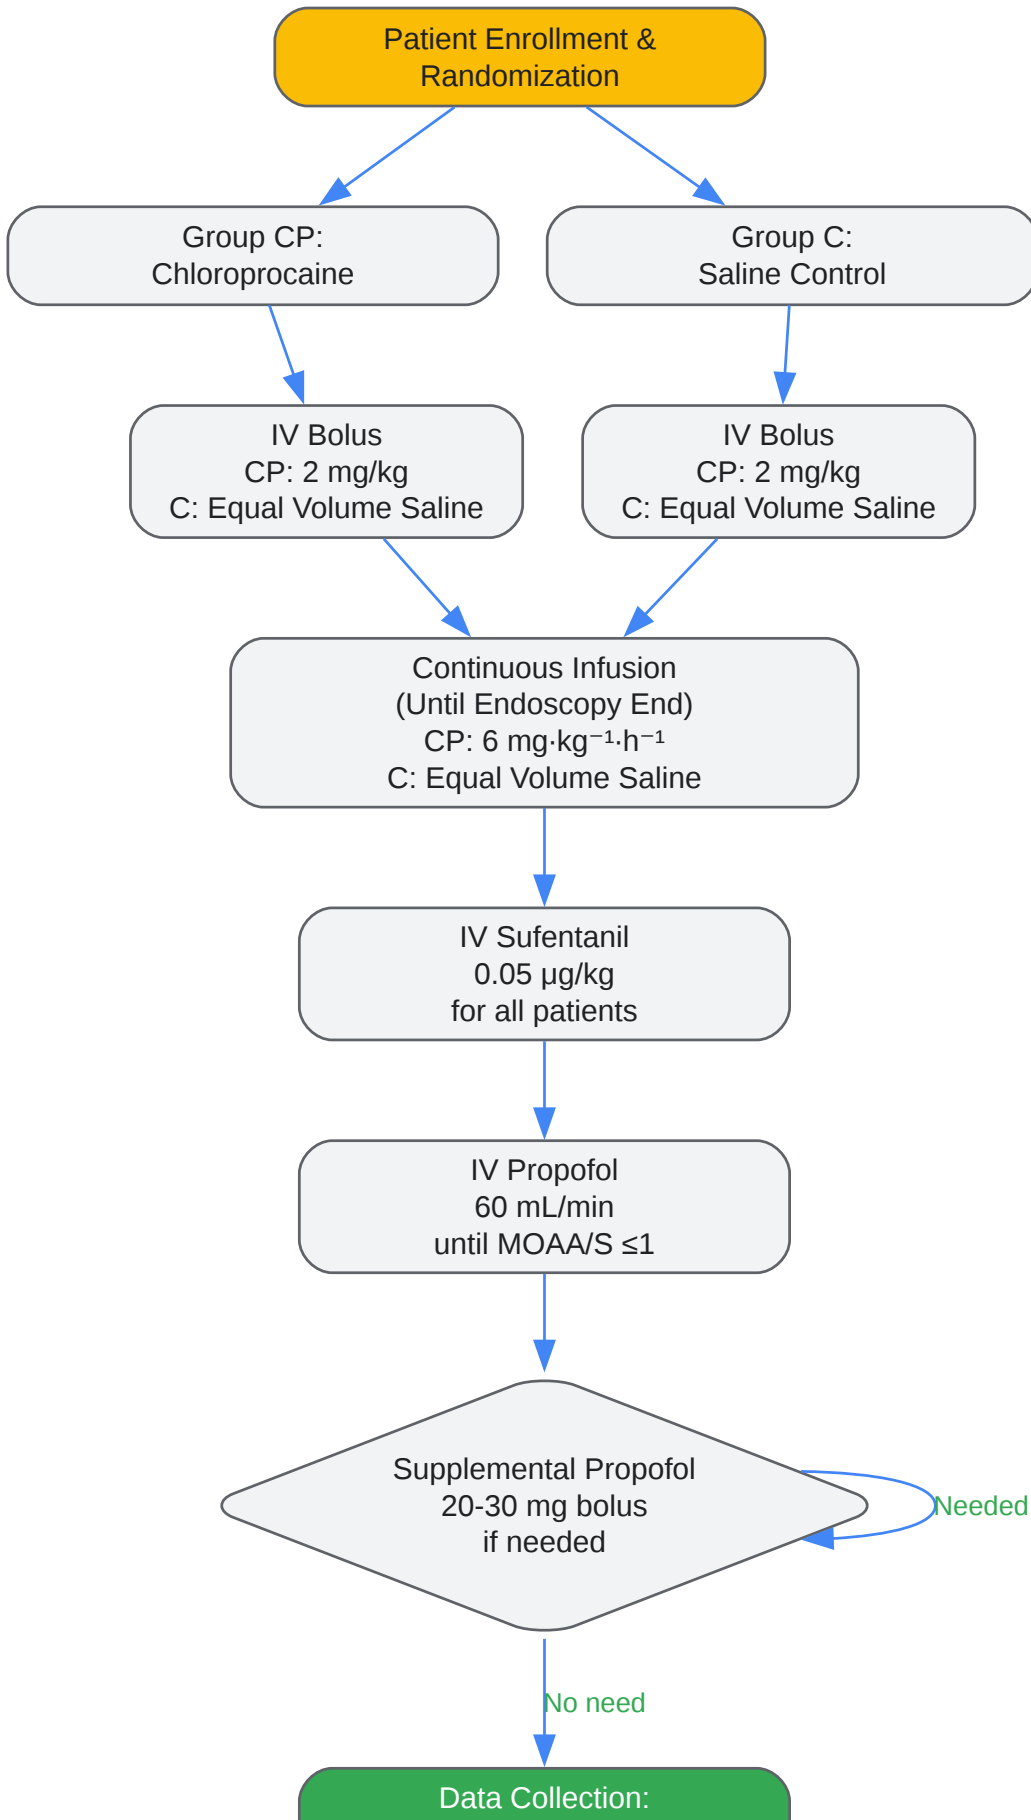 Patient Enrollment &
Randomization
Group CP:
Chloroprocaine
Group C:
Saline Control
IV Bolus
CP: 2 mg/kg
C: Equal Volume Saline
IV Bolus
CP: 2 mg/kg
C: Equal Volume Saline
Continuous Infusion
(Until Endoscopy End)
CP: 6 mg·kg⁻¹·h⁻¹
C: Equal Volume Saline
IV Sufentanil
0.05 μg/kg
for all patients
IV Propofol
60 mL/min
until MOAA/S ≤1
Supplemental Propofol
20-30 mg bolus
if needed
Needed
No need
Data Collection: